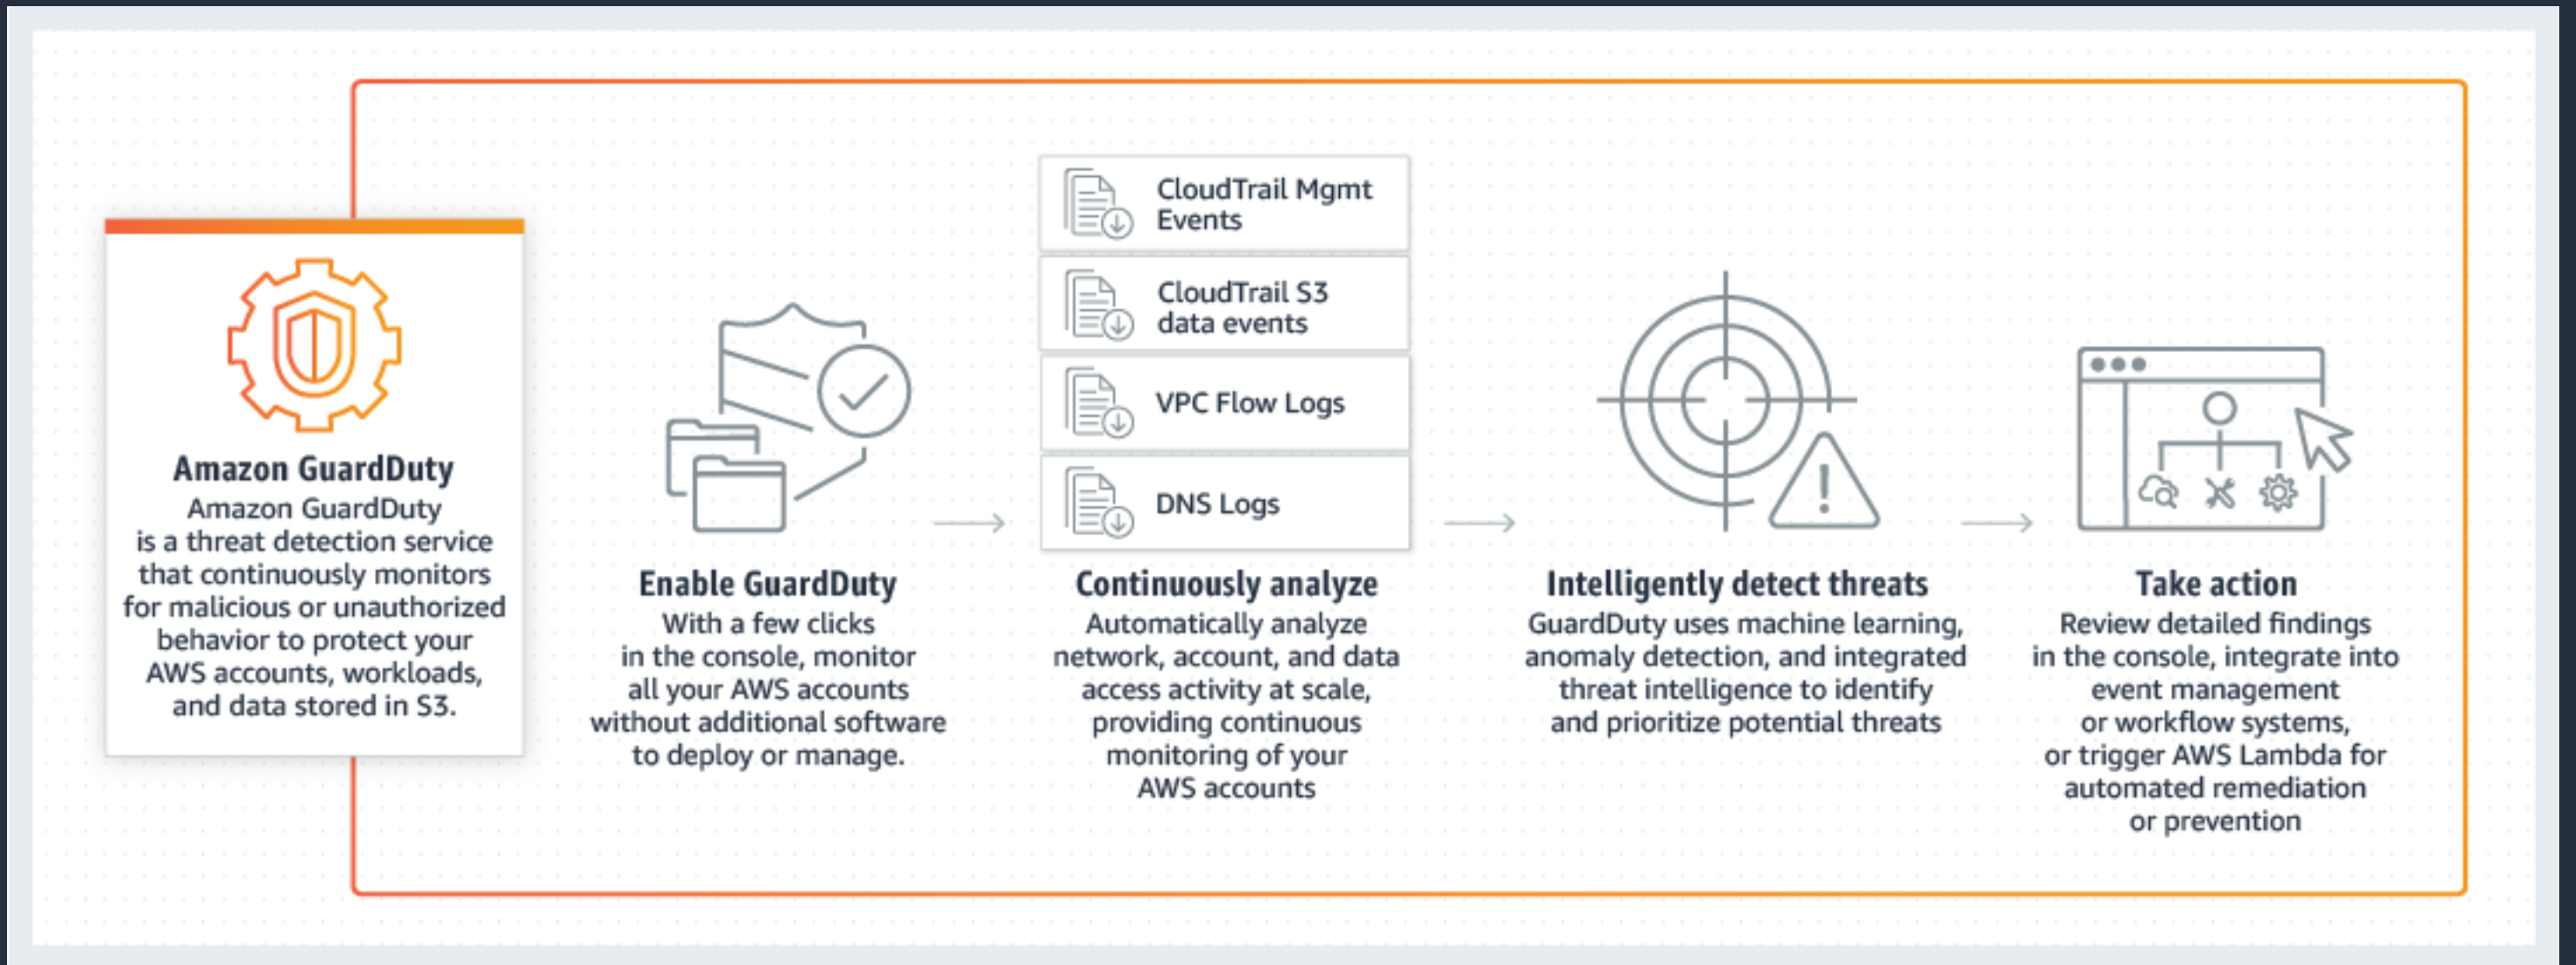 Amazon GuardDuty
Amazon GuardDuty
is a threat detection service
that continuously monitors
for malicious or unauthorized
behavior to protect your
AWS accounts, workloads,
and data stored in S3.
Enable GuardDuty
With a few clicks
in the console, monitor
all your AWS accounts
without additional software
to deploy or manage.
CloudTrail Mgmt
Events
CloudTrail S3
data events
VPC Flow Logs
DNS Logs
Continuously analyze
Automatically analyze
network, account, and data
access activity at scale,
providing continuous
monitoring of your
AWS accounts
Intelligently detect threats
GuardDuty uses machine learning,
anomaly detection, and integrated
threat intelligence to identify
and prioritize potential threats
Take action
Review detailed findings
in the console, integrate into
event management
or workflow systems,
or trigger AWS Lambda for
automated remediation
or prevention